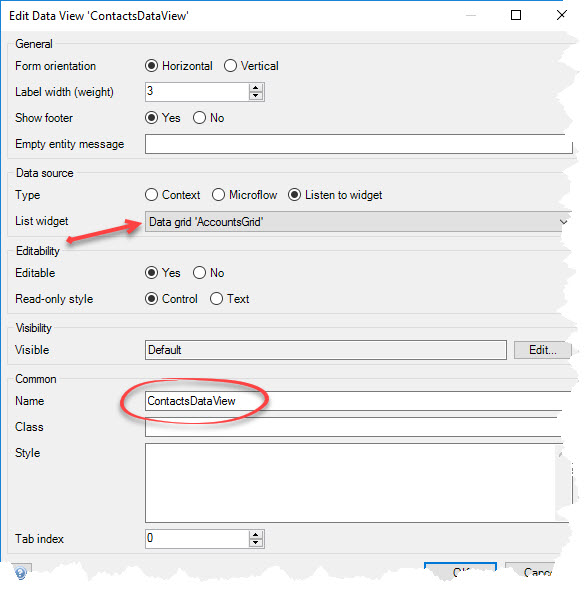 Edit Data View 'ContactsDataView'
General
Form orientation Horizontal Vertical
Label width (weight) 3
Show footer Yes No
Empty entity message
Data source
Type Context Microflow Listen to widget
List widget Data grid 'AccountsGrid'
Editability
Editable Yes No
Read-only style Control Text
Visibility
Visible Default Edit...
Common
Name ContactsDataView
Class
Style
Tab index 0